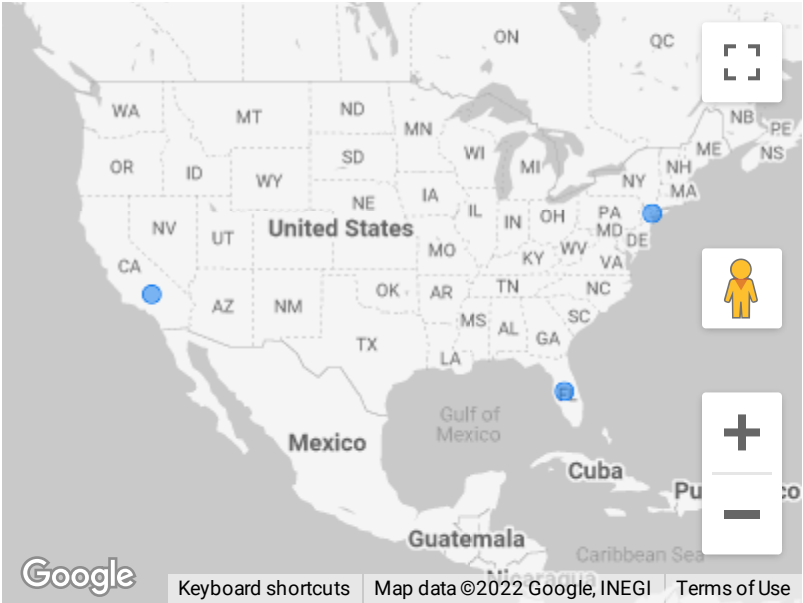 ON
QC
WA
MT
ND
MN
NB
PE
OR
ID
SD
WI
MI
ME
NS
WY
NH
NY
MA
NE
IA
NV
UT
United States
IL
IN
OH
PA
MD
DE
CA
MO
KY
WV
VA
AZ
NM
OK
AR
TN
NC
TX
MS
AL
GA
SC
LA
FL
Gulf of
Mexico
Mexico
Cuba
Guatemala
Caribbean Sea
Nicaragua
Google
Keyboard shortcuts
Map data ©2022 Google, INEGI
Terms of Use